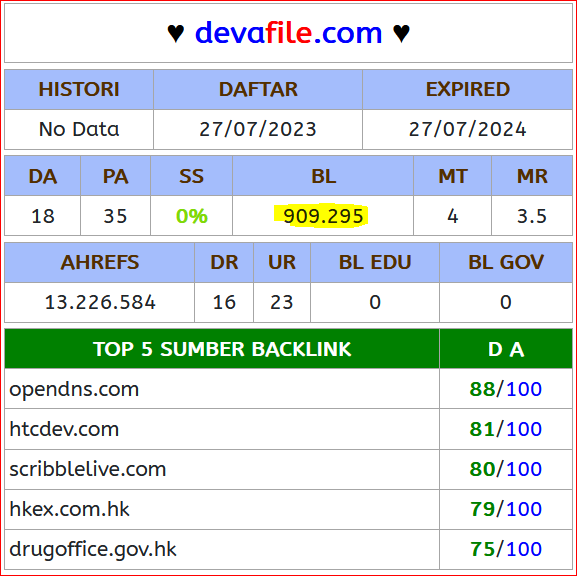 ♥ devafile.com ♥
HISTORI DAFTAR EXPIRED
No Data 27/07/2023 27/07/2024
DA PA SS BL MT MR
18 35 0% 909.295 4 3.5
AHREFS DR UR BL EDU BL GOV
13.226.584 16 23 0 0
TOP 5 SUMBER BACKLINK D A
opendns.com 88/100
htcdev.com 81/100
scribblelive.com 80/100
hkex.com.hk 79/100
drugoffice.gov.hk 75/100